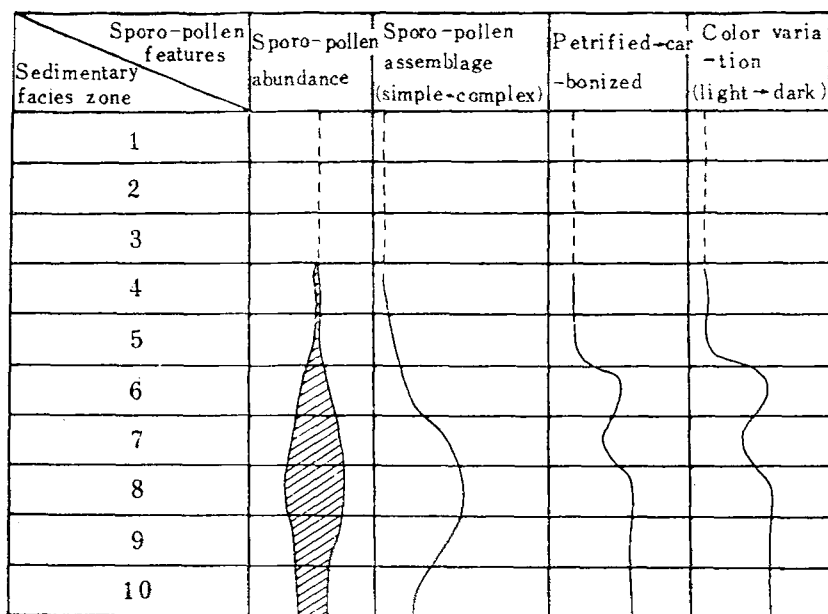 Sporo-pollen
features
Sedimentary
facies zone
Sporo-pollen
abundance
Sporo-pollen
assemblage
(simple→complex)
Petrified→car
-bonized
Color varia
-tion
(light→dark)
1
2
3
4
5
6
7
8
9
10